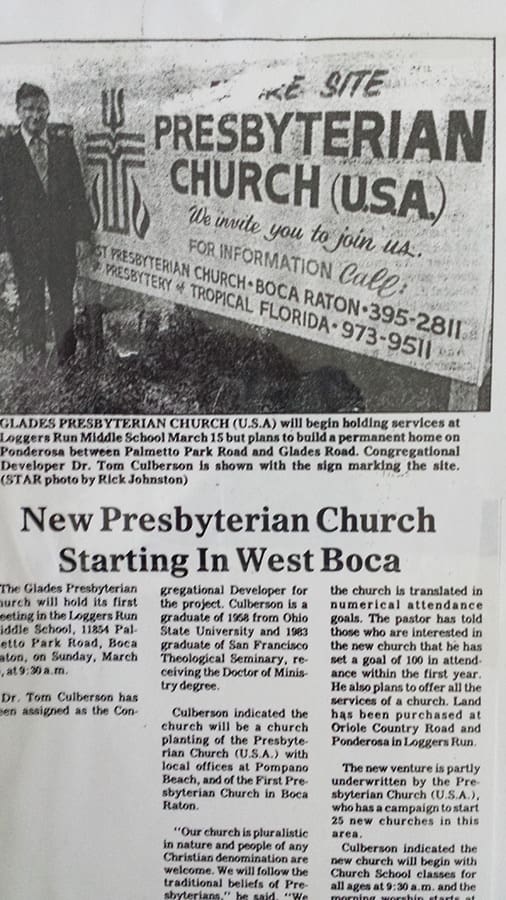 SITE
PRESBYTERIAN
CHURCH (U.S.A.)
We invite you to join us.
FOR INFORMATION Call:
ST PRESBYTERIAN CHURCH • BOCA RATON • 395-2811
PRESBYTERY of TROPICAL FLORIDA • 973-9511
GLADES PRESBYTERIAN CHURCH (U.S.A) will begin holding services at
Loggers Run Middle School March 15 but plans to build a permanent home on
Ponderosa between Palmetto Park Road and Glades Road. Congregational
Developer Dr. Tom Culberson is shown with the sign marking the site.
(STAR photo by Rick Johnston)
New Presbyterian Church
Starting In West Boca
The Glades Presbyterian
hurch will hold its first
eeting in the Loggers Run
iddle School, 11854 Pal-
etto Park Road, Boca
aton, on Sunday, March
, at 9:30 a.m.
Dr. Tom Culberson has
een assigned as the Con-
gregational Developer for
the project. Culberson is a
graduate of 1958 from Ohio
State University and 1983
graduate of San Francisco
Theological Seminary, re-
ceiving the Doctor of Minis-
try degree.
Culberson indicated the
church will be a church
planting of the Presbyte-
rian Church (U.S.A.) with
local offices at Pompano
Beach, and of the First Pre-
sbyterian Church in Boca
Raton.
"Our church is pluralistic
in nature and people of any
Christian denomination are
welcome. We will follow the
traditional beliefs of Pre-
sbyterians," he said. "We
the church is translated in
numerical attendance
goals. The pastor has told
those who are interested in
the new church that he has
set a goal of 100 in attend-
ance within the first year.
He also plans to offer all the
services of a church. Land
has been purchased at
Oriole Country Road and
Ponderosa in Loggers Run.
The new venture is partly
underwritten by the Pre-
sbyterian Church (U.S.A.),
who has a campaign to start
25 new churches in this
area.
Culberson indicated the
new church will begin with
Church School classes for
all ages at 9:30 a.m. and the
morning worship starts at